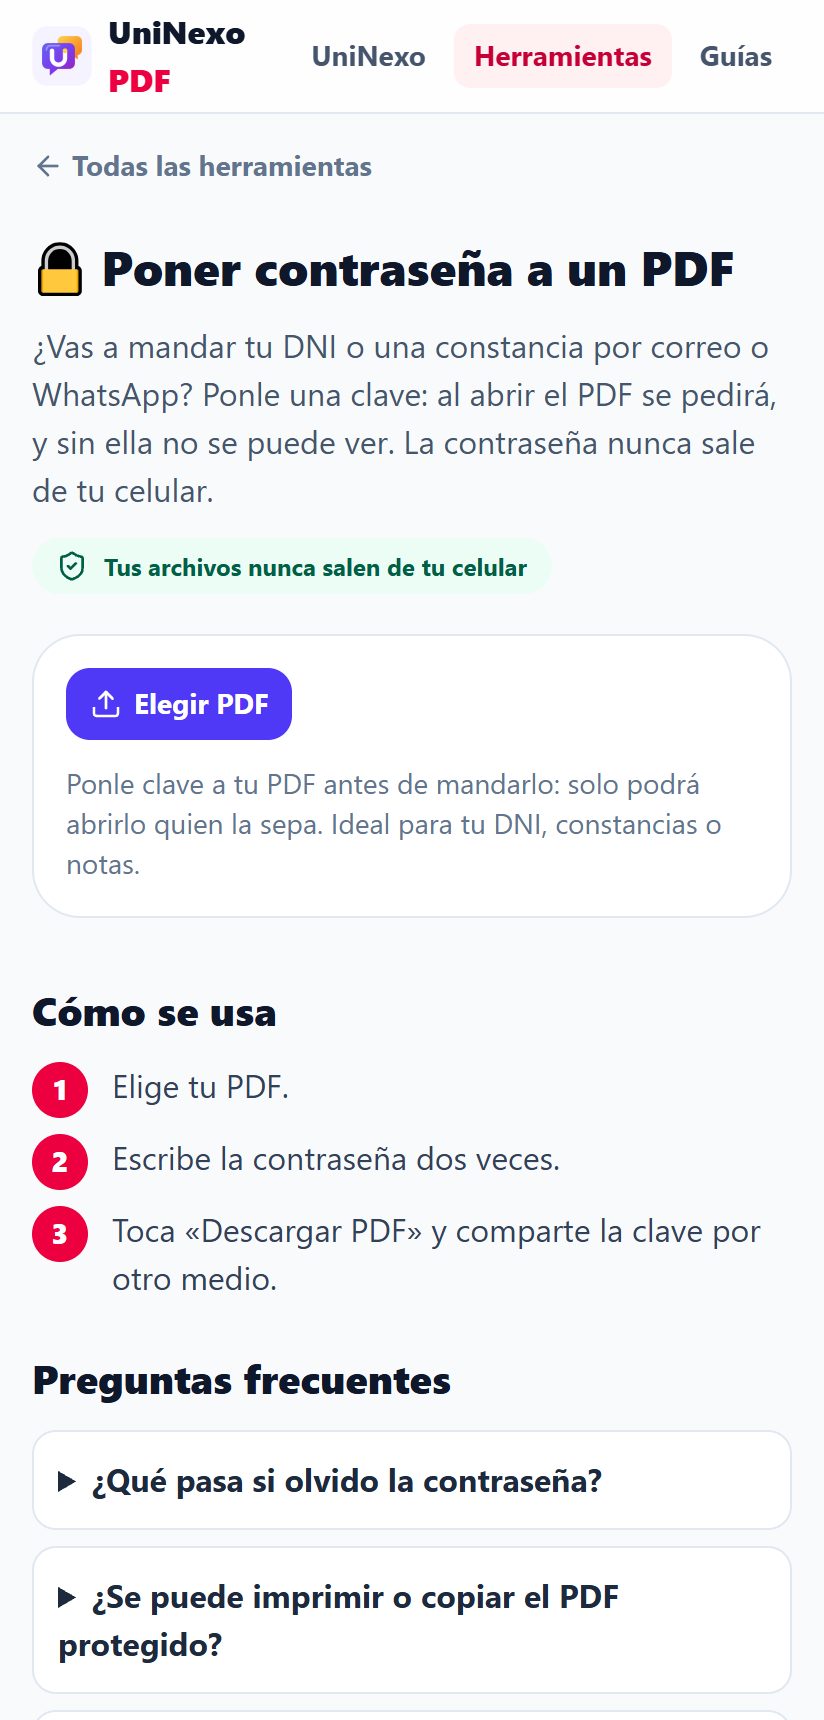 UniNexo
PDF
UniNexo
Herramientas
Guías
← Todas las herramientas
Poner contraseña a un PDF
¿Vas a mandar tu DNI o una constancia por correo o
WhatsApp? Ponle una clave: al abrir el PDF se pedirá,
y sin ella no se puede ver. La contraseña nunca sale
de tu celular.
Tus archivos nunca salen de tu celular
Elegir PDF
Ponle clave a tu PDF antes de mandarlo: solo podrá
abrirlo quien la sepa. Ideal para tu DNI, constancias o
notas.
Cómo se usa
1 Elige tu PDF.
2 Escribe la contraseña dos veces.
3 Toca «Descargar PDF» y comparte la clave por
otro medio.
Preguntas frecuentes
¿Qué pasa si olvido la contraseña?
¿Se puede imprimir o copiar el PDF
protegido?